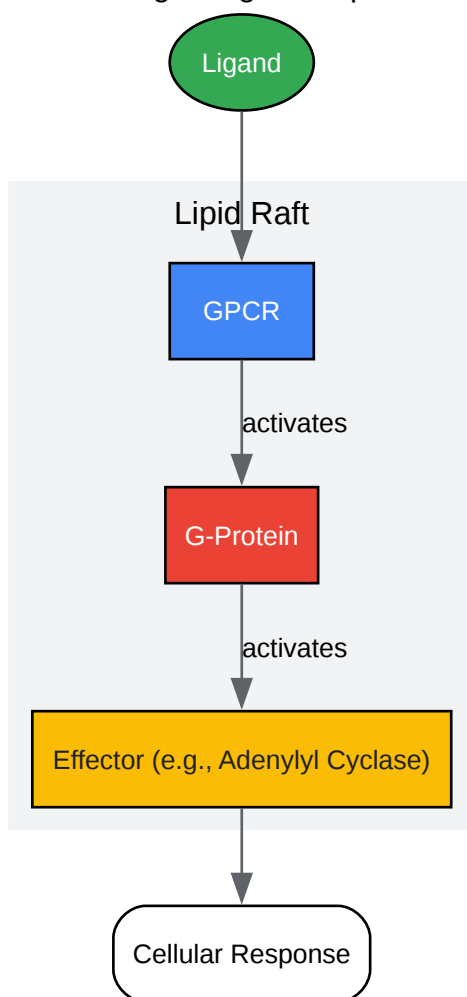 Ligand
Lipid Raft
GPCR
activates
G-Protein
activates
Effector (e.g., Adenylyl Cyclase)
Cellular Response